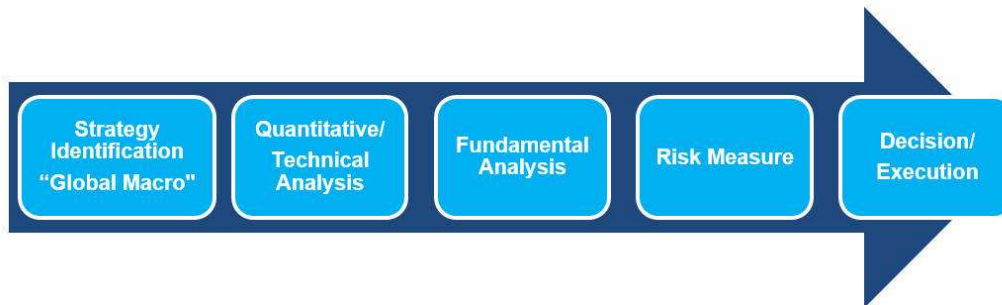 Strategy
Identification
“Global Macro"
Quantitative/
Technical
Analysis
Fundamental
Analysis
Risk Measure
Decision/
Execution